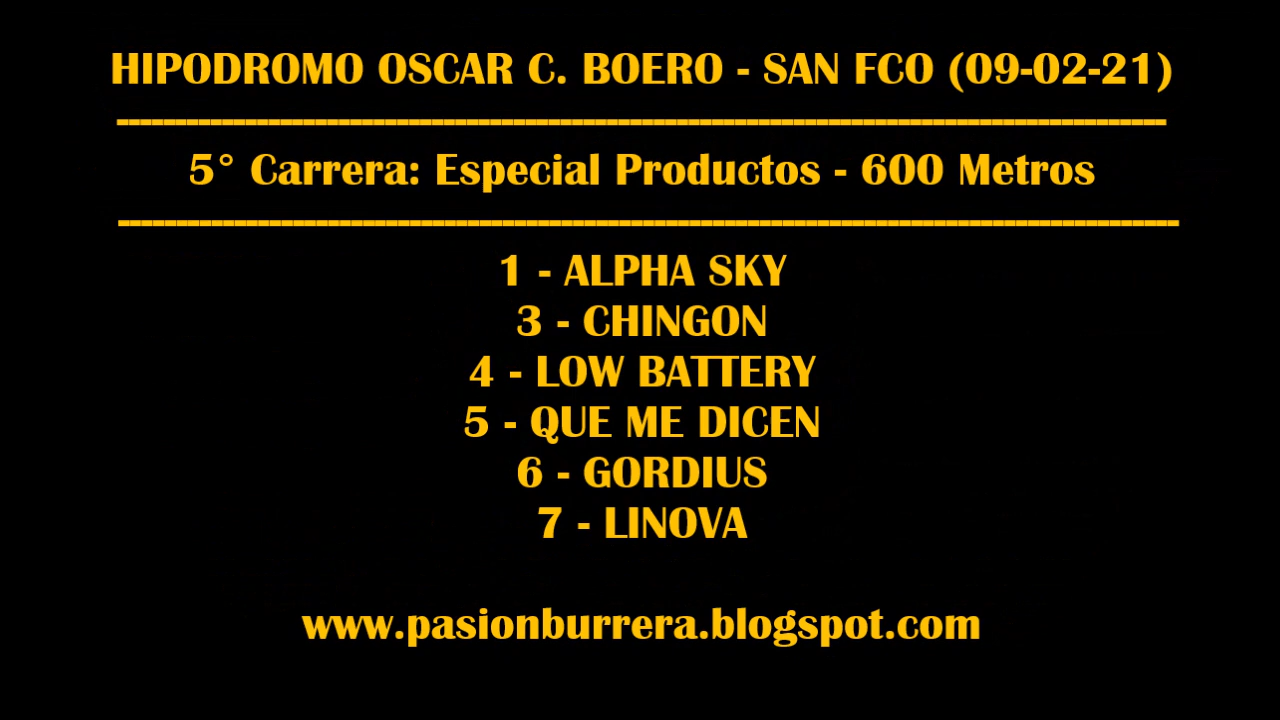 HIPODROMO OSCAR C. BOERO - SAN FCO (09-02-21)
5° Carrera: Especial Productos - 600 Metros
1 - ALPHA SKY
3 - CHINGON
4 - LOW BATTERY
5 - QUE ME DICEN
6 - GORDIUS
7 - LINOVA
www.pasionburrera.blogspot.com